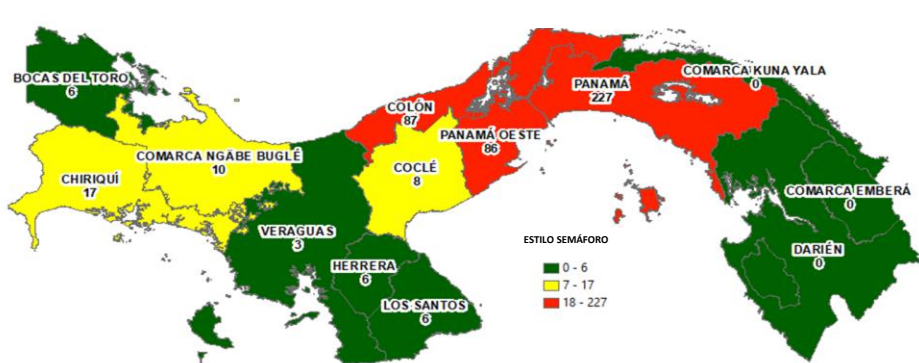 BOCAS DEL TORO
6
CHIRIQUÍ
17
COMARCA NGÄBE BUGLÉ
10
VERAGUAS
3
HERRERA
6
LOS SANTOS
6
COCLÉ
8
COLÓN
87
PANAMÁ OESTE
86
PANAMÁ
227
COMARCA KUNA YALA
0
COMARCA EMBERÁ
0
DARIÉN
0
ESTILO SEMÁFORO
0 - 6
7 - 17
18 - 227